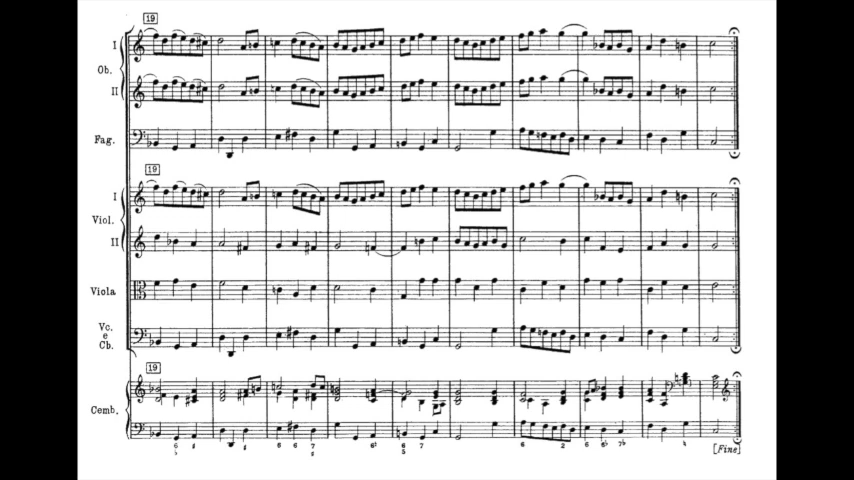 19
I
Ob.
II
Fag.
19
I
Viol.
II
Viola
Vc.
e
Cb.
19
Cemb.
[Fine]